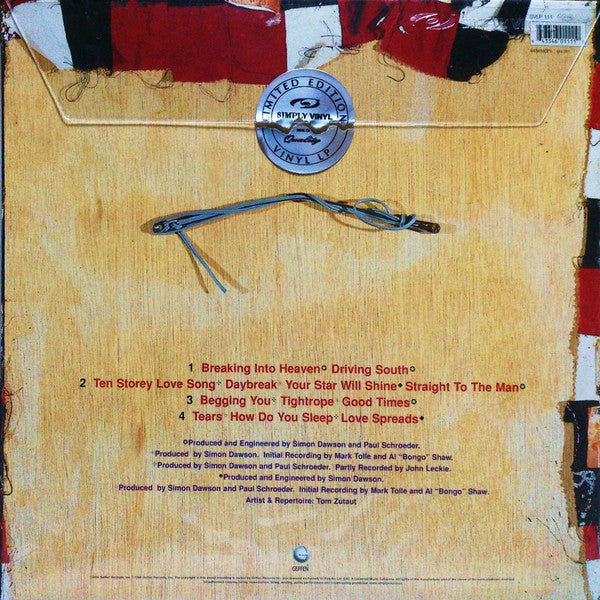 SVLP 111
LIMITED EDITION
SIMPLY VINYL
Quality
VINYL LP
1 Breaking Into Heaven Driving South
2 Ten Storey Love Song Daybreak Your Star Will Shine Straight To The Man
3 Begging You Tightrope Good Times
4 Tears How Do You Sleep Love Spreads
Produced and Engineered by Simon Dawson and Paul Schroeder.
Produced by Simon Dawson. Initial Recording by Mark Tolle and Al "Bongo" Shaw.
Produced by Simon Dawson and Paul Schroeder. Partly Recorded by John Leckie.
Produced and Engineered by Simon Dawson.
Produced by Simon Dawson and Paul Schroeder. Initial Recording by Mark Tolle and Al "Bongo" Shaw.
Artist & Repertoire: Tom Zutaut
GEFFEN